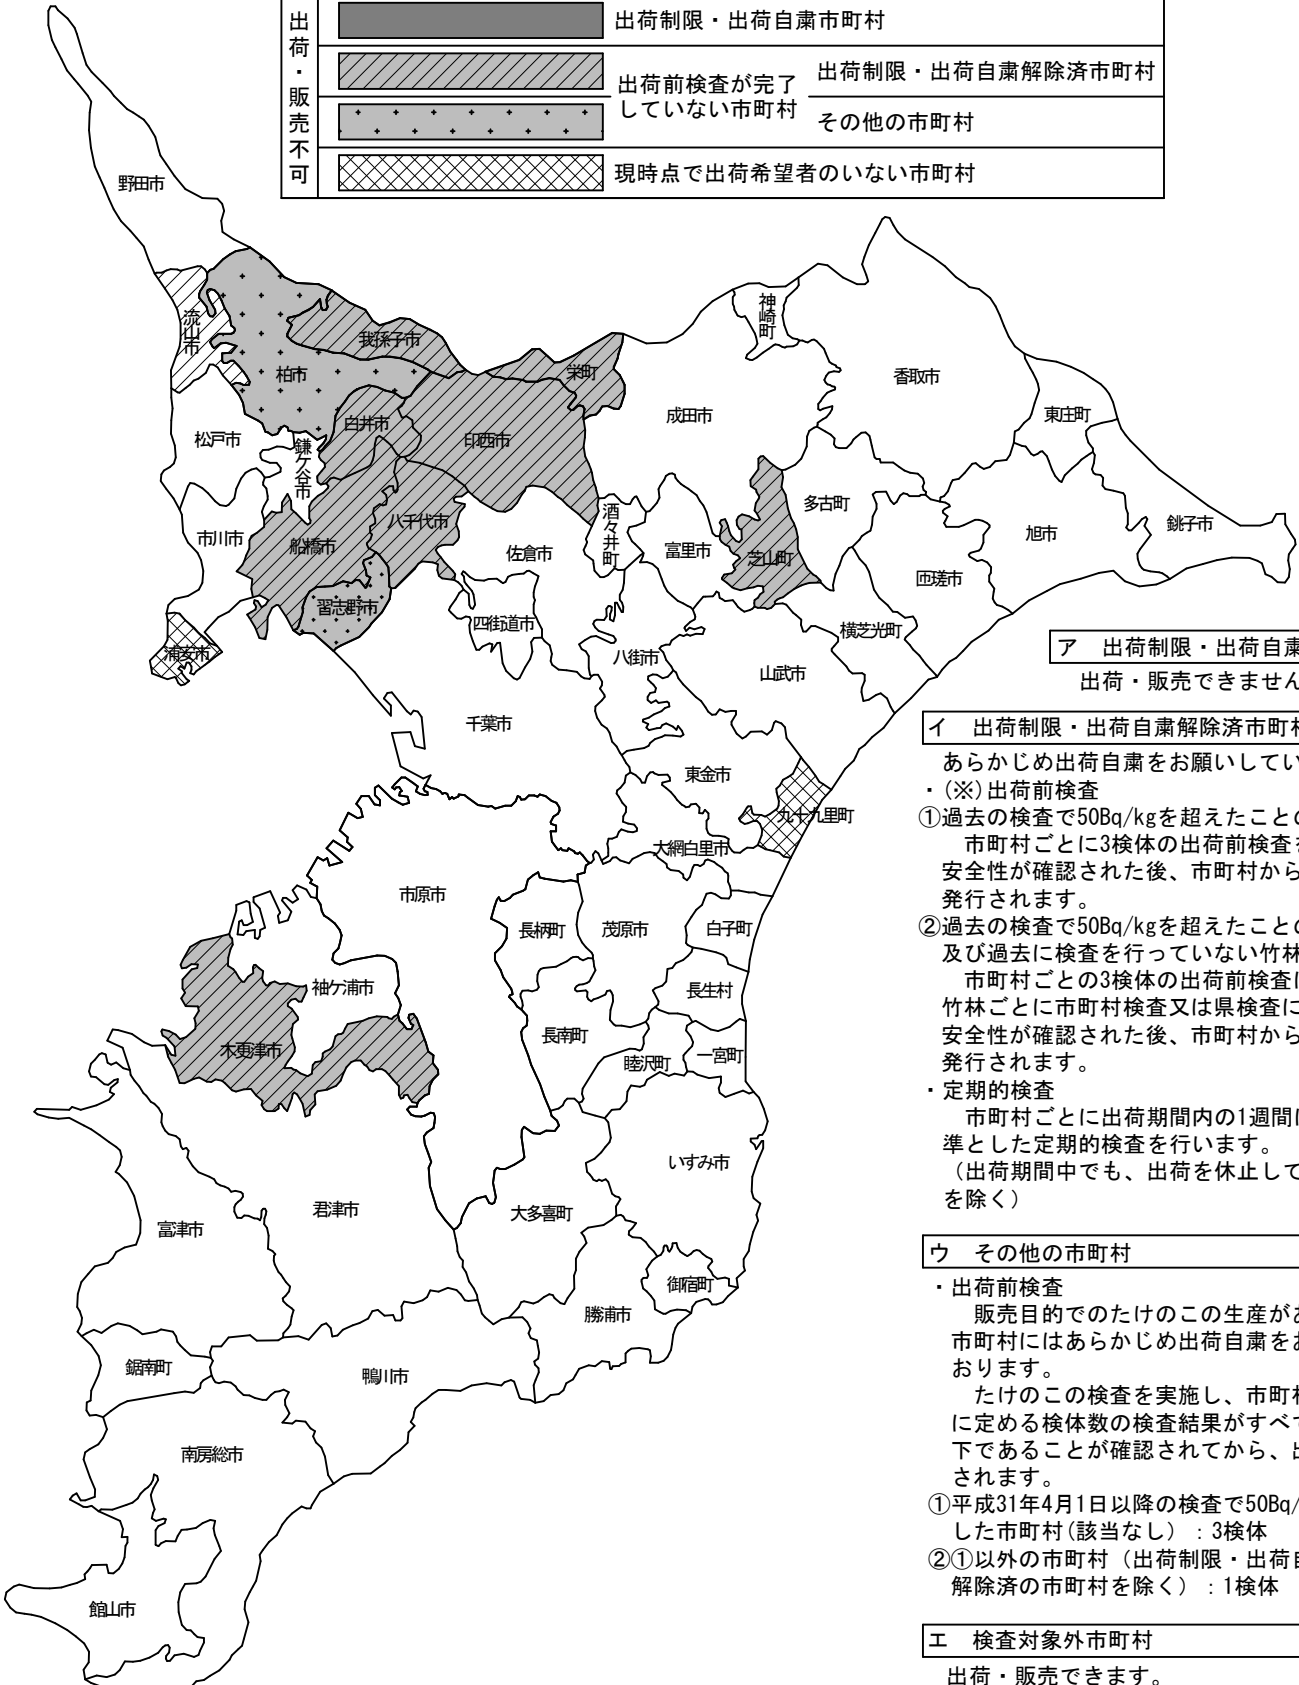 出荷・販売不可
出荷制限・出荷自粛市町村
出荷前検査が完了
していない市町村
出荷制限・出荷自粛解除済市町村
その他の市町村
現時点で出荷希望者のいない市町村
野田市
流山市
柏市
我孫子市
栄町
神崎町
香取市
東庄町
成田市
松戸市
鎌ケ谷市
白井市
印西市
多古町
銚子市
旭市
市川市
船橋市
八千代市
佐倉市
酒々井町
富里市
芝山町
匝瑳市
習志野市
四街道市
横芝光町
浦安市
八街市
山武市
千葉市
東金市
九十九里町
大網白里市
市原市
長柄町
茂原市
白子町
袖ケ浦市
長生村
木更津市
長南町
睦沢町
一宮町
いすみ市
君津市
大多喜町
富津市
御宿町
勝浦市
鋸南町
鴨川市
南房総市
館山市
ア 出荷制限・出荷自粛
出荷・販売できません
イ 出荷制限・出荷自粛解除済市町村
あらかじめ出荷自粛をお願いしてい
・(※)出荷前検査
①過去の検査で50Bq/kgを超えたことの
市町村ごとに3検体の出荷前検査を
安全性が確認された後、市町村から
発行されます。
②過去の検査で50Bq/kgを超えたことの
及び過去に検査を行っていない竹林
市町村ごとの3検体の出荷前検査に
竹林ごとに市町村検査又は県検査に
安全性が確認された後、市町村から
発行されます。
・定期的検査
市町村ごとに出荷期間内の1週間に
準とした定期的検査を行います。
（出荷期間中でも、出荷を休止して
を除く）
ウ その他の市町村
・出荷前検査
販売目的でのたけのこの生産があ
市町村にはあらかじめ出荷自粛をお
おります。
たけのこの検査を実施し、市町村
に定める検体数の検査結果がすべて
下であることが確認されてから、出
されます。
①平成31年4月1日以降の検査で50Bq/
した市町村(該当なし）：3検体
②①以外の市町村（出荷制限・出荷自
解除済の市町村を除く）：1検体
エ 検査対象外市町村
出荷・販売できます。